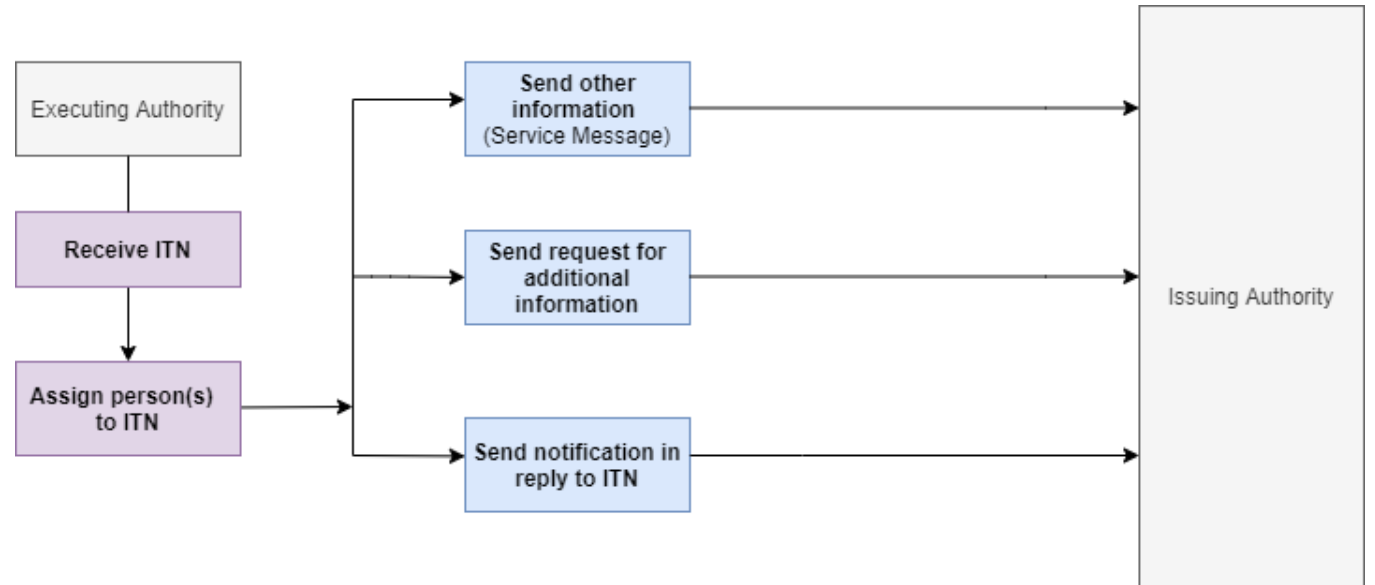 Executing Authority
Receive ITN
Assign person(s)
to ITN
Send other
information
(Service Message)
Send request for
additional
information
Send notification in
reply to ITN
Issuing Authority